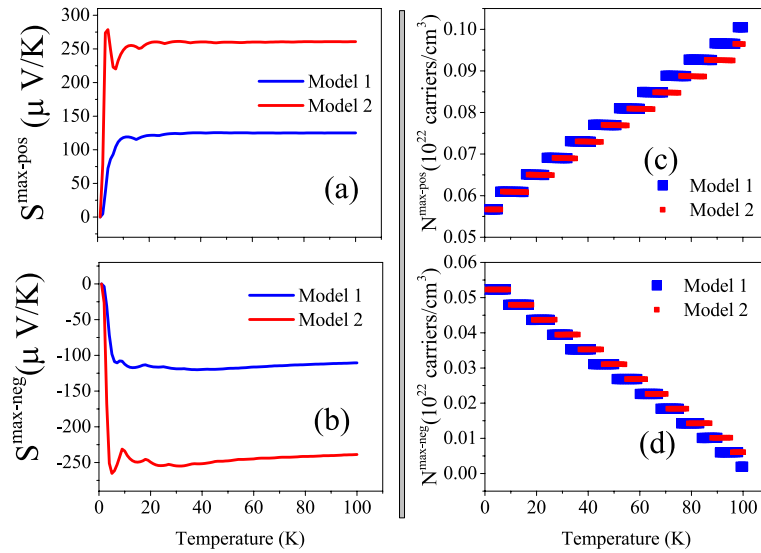 300
250
200
150
100
50
0
S^max-pos (μ V/K)
Model 1
Model 2
(a)
0
-50
-100
-150
-200
-250
S^max-neg (μ V/K)
Model 1
Model 2
(b)
0 20 40 60 80 100
Temperature (K)
0.10
0.09
0.08
0.07
0.06
0.05
N^max-pos(10^22 carriers/cm^3)
(c)
Model 1
Model 2
0.06
0.05
0.04
0.03
0.02
0.01
0.00
N^max-neg(10^22 carriers/cm^3)
Model 1
Model 2
(d)
0 20 40 60 80 100
Temperature (K)